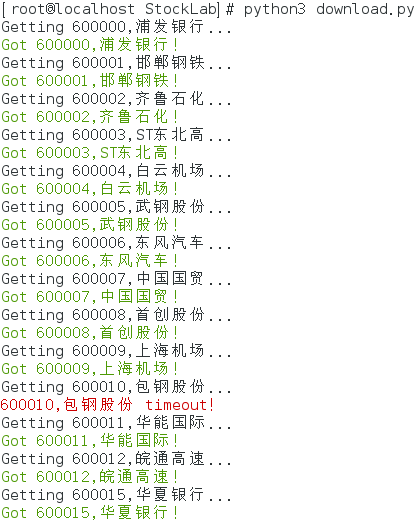 [root@localhost StockLab]# python3 download.py
Getting 600000,浦发银行...
Got 600000,浦发银行!
Getting 600001,邯郸钢铁...
Got 600001,邯郸钢铁!
Getting 600002,齐鲁石化...
Got 600002,齐鲁石化!
Getting 600003,ST东北高...
Got 600003,ST东北高!
Getting 600004,白云机场...
Got 600004,白云机场!
Getting 600005,武钢股份...
Got 600005,武钢股份!
Getting 600006,东风汽车...
Got 600006,东风汽车!
Getting 600007,中国国贸...
Got 600007,中国国贸!
Getting 600008,首创股份...
Got 600008,首创股份!
Getting 600009,上海机场...
Got 600009,上海机场!
Getting 600010,包钢股份...
600010,包钢股份 timeout!
Getting 600011,华能国际...
Got 600011,华能国际!
Getting 600012,皖通高速...
Got 600012,皖通高速!
Getting 600015,华夏银行...
Got 600015,华夏银行!